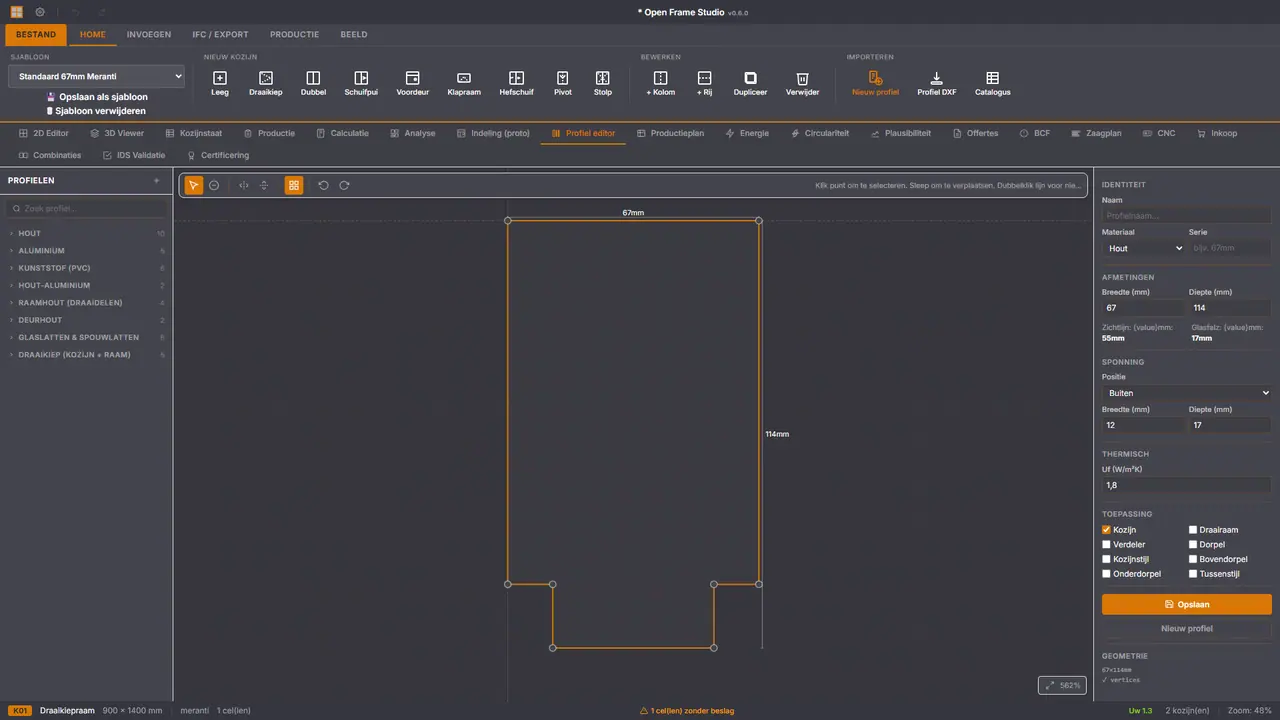 * Open Frame Studio v0.6.0
BESTAND HOME INVOEGEN IFC / EXPORT PRODUCTIE BEELD
SJABLOON NIEUW KOZIJN BEWERKEN IMPORTEREN
Standaard 67mm Meranti
Opslaan als sjabloon
Sjabloon verwijderen
Leeg Draaikiep Dubbel Schuifpui Voordeur Klapraam Hefschuif Pivot Stolp + Kolom + Rij Dupliceer Verwijder Nieuw profiel Profiel DXF Catalogus
2D Editor 3D Viewer Kozijnstaat Productie Calculatie Analyse Indeling (proto) Profiel editor Productieplan Energie Circulariteit Plausibiliteit Offertes BCF Zaagplan CNC Inkoop
Combinaties IDS Validatie Certificering
PROFIELEN +
Zoek profiel...
HOUT 10
ALUMINIUM
KUNSTSTOF (PVC) 6
HOUT-ALUMINIUM 2
RAAMHOUT (DRAAIDELEN) 4
DEURHOUT 2
GLASLATTEN & SPOUWLATTEN
DRAAIKIEP (KOZIJN + RAAM)
Klik punt om te selecteren. Sleep om te verplaatsen. Dubbelklik lijn voor nie...
67mm
114mm
562%
IDENTITEIT
Naam
Profielnaam...
Materiaal Serie
Hout bijv. 67mm
AFMETINGEN
Breedte (mm) Diepte (mm)
67 114
Zichtlijn: {value}mm: Glasfalz: {value}mm:
55mm 17mm
SPONNING
Positie
Buiten
Breedte (mm) Diepte (mm)
12 17
THERMISCH
Uf (W/m²K)
1,8
TOEPASSING
Kozijn Draairaam
Verdeler Dorpel
Kozijnstijl Bovendorpel
Onderdorpel Tussenstijl
Opslaan
Nieuw profiel
GEOMETRIE
67×114mm
✓ vertices
K01 Draaikiepraam 900 × 1400 mm meranti 1 cel(len) 1 cel(len) zonder beslag Uw 1.3 2 kozijn(en) Zoom: 48%